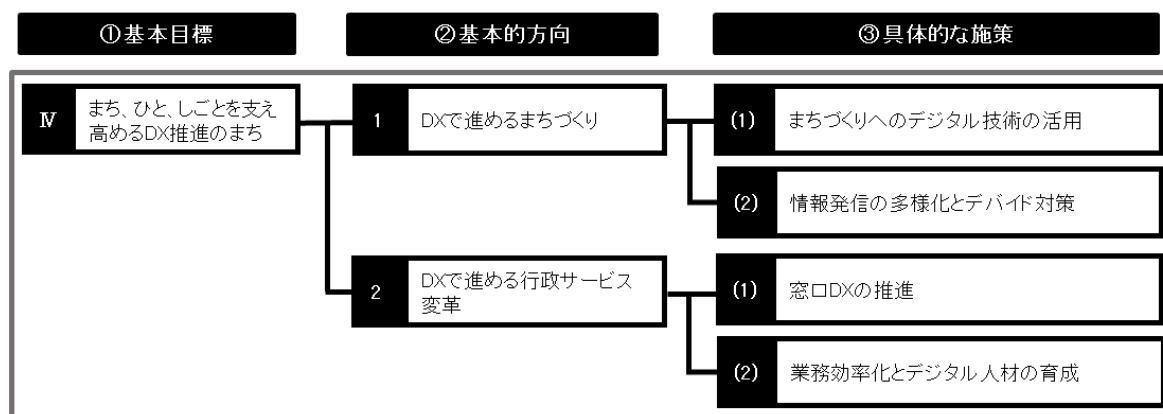 ①基本目標
②基本的方向
③具体的な施策
Ⅳ
まち、ひと、しごとを支え
高めるDX推進のまち
1
DXで進めるまちづくり
(1)
まちづくりへのデジタル技術の活用
(2)
情報発信の多様化とデバイド対策
2
DXで進める行政サービス
変革
(1)
窓口DXの推進
(2)
業務効率化とデジタル人材の育成